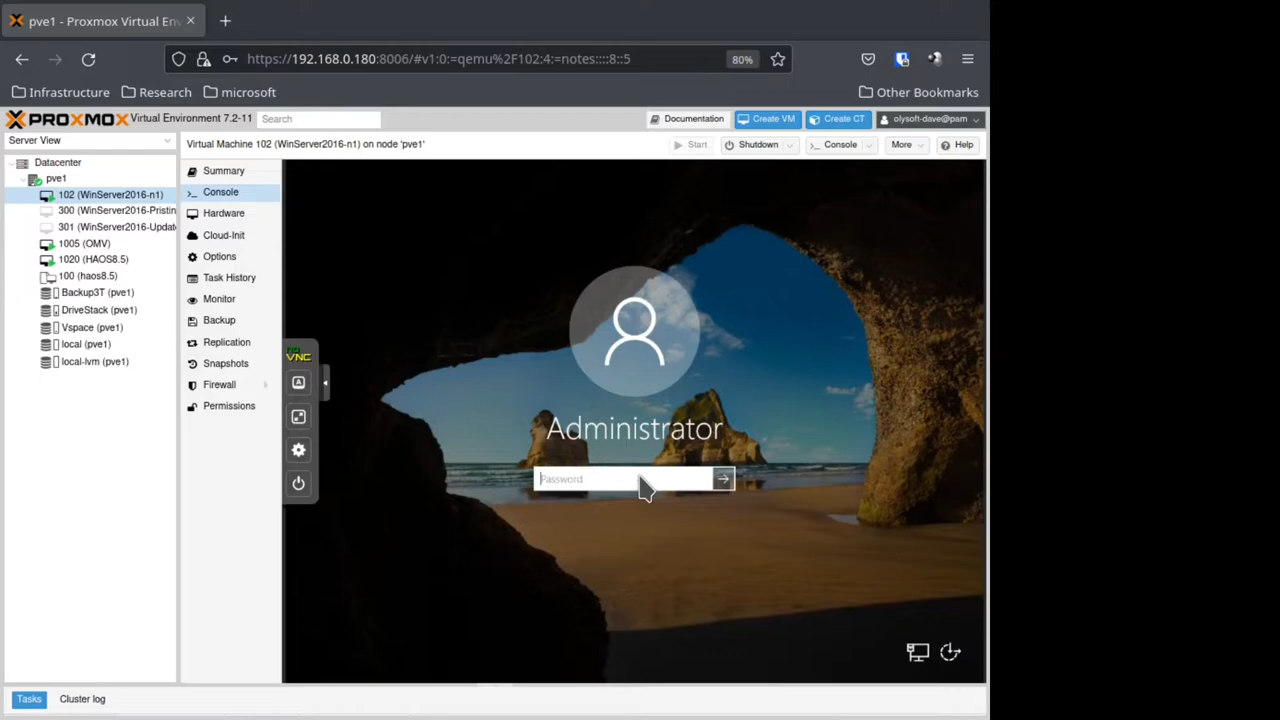 pve1 - Proxmox Virtual Env
https://192.168.0.180:8006/#v1:0:=qemu%2F102:4:=notes::::8::5
80%
Infrastructure
Research
microsoft
Other Bookmarks
PROXMOX
Virtual Environment 7.2-11
Search
Documentation
Create VM
Create CT
olysoft-dave@pam
Server View
Virtual Machine 102 (WinServer2016-n1) on node 'pve1'
Start
Shutdown
Console
More
Help
Datacenter
pve1
102 (WinServer2016-n1)
300 (WinServer2016-Pristin
301 (WinServer2016-Update
1005 (OMV)
1020 (HAOS8.5)
100 (haos8.5)
Backup3T (pve1)
DriveStack (pve1)
Vspace (pve1)
local (pve1)
local-lvm (pve1)
Summary
Console
Hardware
Cloud-Init
Options
Task History
Monitor
Backup
Replication
Snapshots
Firewall
Permissions
no
VNC
A
Administrator
Password
Tasks
Cluster log